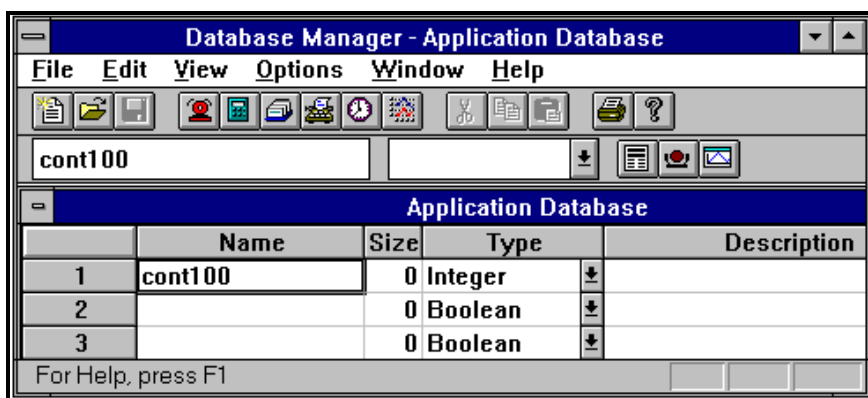 Database Manager - Application Database
File Edit View Options Window Help
cont100
Application Database
Name Size Type Description
1 cont100 0 Integer
2 0 Boolean
3 0 Boolean
For Help, press F1